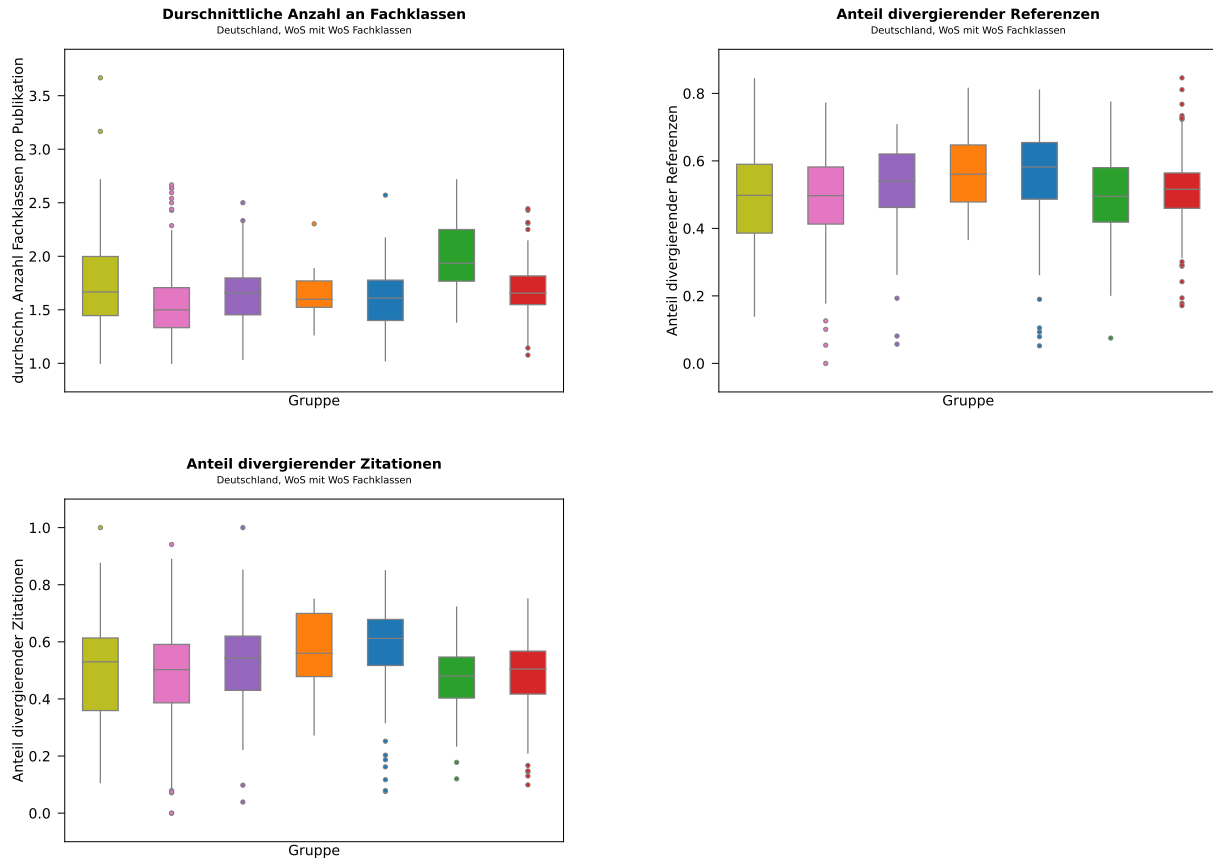 Durschnittliche Anzahl an Fachklassen
Deutschland, WoS mit WoS Fachklassen
durchschn. Anzahl Fachklassen pro Publikation
3.5
3.0
2.5
2.0
1.5
1.0
Gruppe
Anteil divergierender Referenzen
Deutschland, WoS mit WoS Fachklassen
Anteil divergierender Referenzen
0.8
0.6
0.4
0.2
0.0
Gruppe
Anteil divergierender Zitationen
Deutschland, WoS mit WoS Fachklassen
Anteil divergierender Zitationen
1.0
0.8
0.6
0.4
0.2
0.0
Gruppe